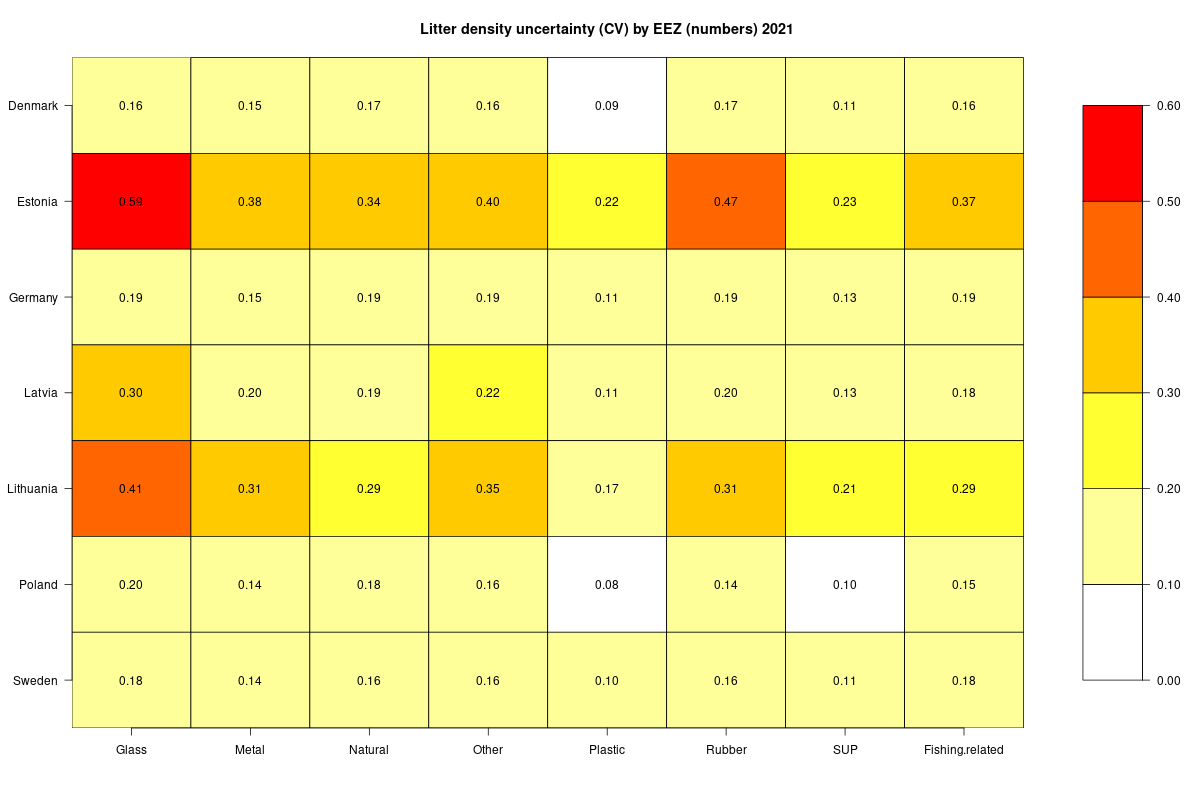 Litter density uncertainty (CV) by EEZ (numbers) 2021
Denmark 0.16 0.15 0.17 0.16 0.09 0.17 0.11 0.16
Estonia 0.59 0.38 0.34 0.40 0.22 0.47 0.23 0.37
Germany 0.19 0.15 0.19 0.19 0.11 0.19 0.13 0.19
Latvia 0.30 0.20 0.19 0.22 0.11 0.20 0.13 0.18
Lithuania 0.41 0.31 0.29 0.35 0.17 0.31 0.21 0.29
Poland 0.20 0.14 0.18 0.16 0.08 0.14 0.10 0.15
Sweden 0.18 0.14 0.16 0.16 0.10 0.16 0.11 0.18
Glass Metal Natural Other Plastic Rubber SUP Fishing.related
0.60
0.50
0.40
0.30
0.20
0.10
0.00